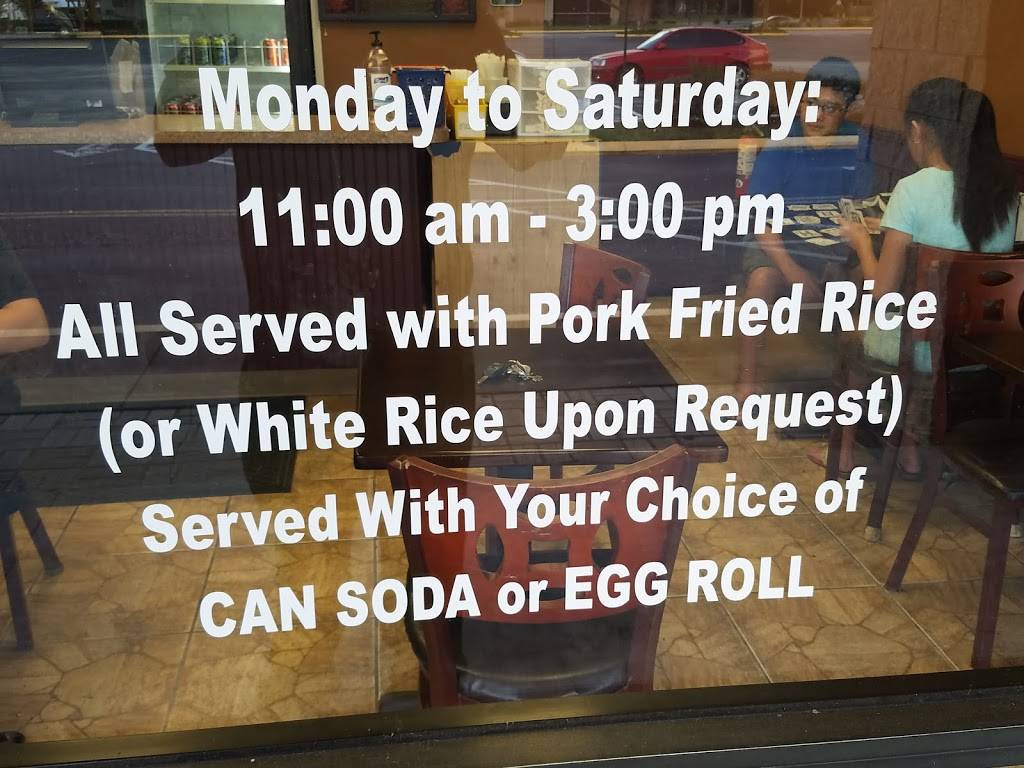 Monday to Saturday:
11:00 am - 3:00 pm
All Served with Pork Fried Rice
(or White Rice Upon Request)
Served With Your Choice of
CAN SODA or EGG ROLL